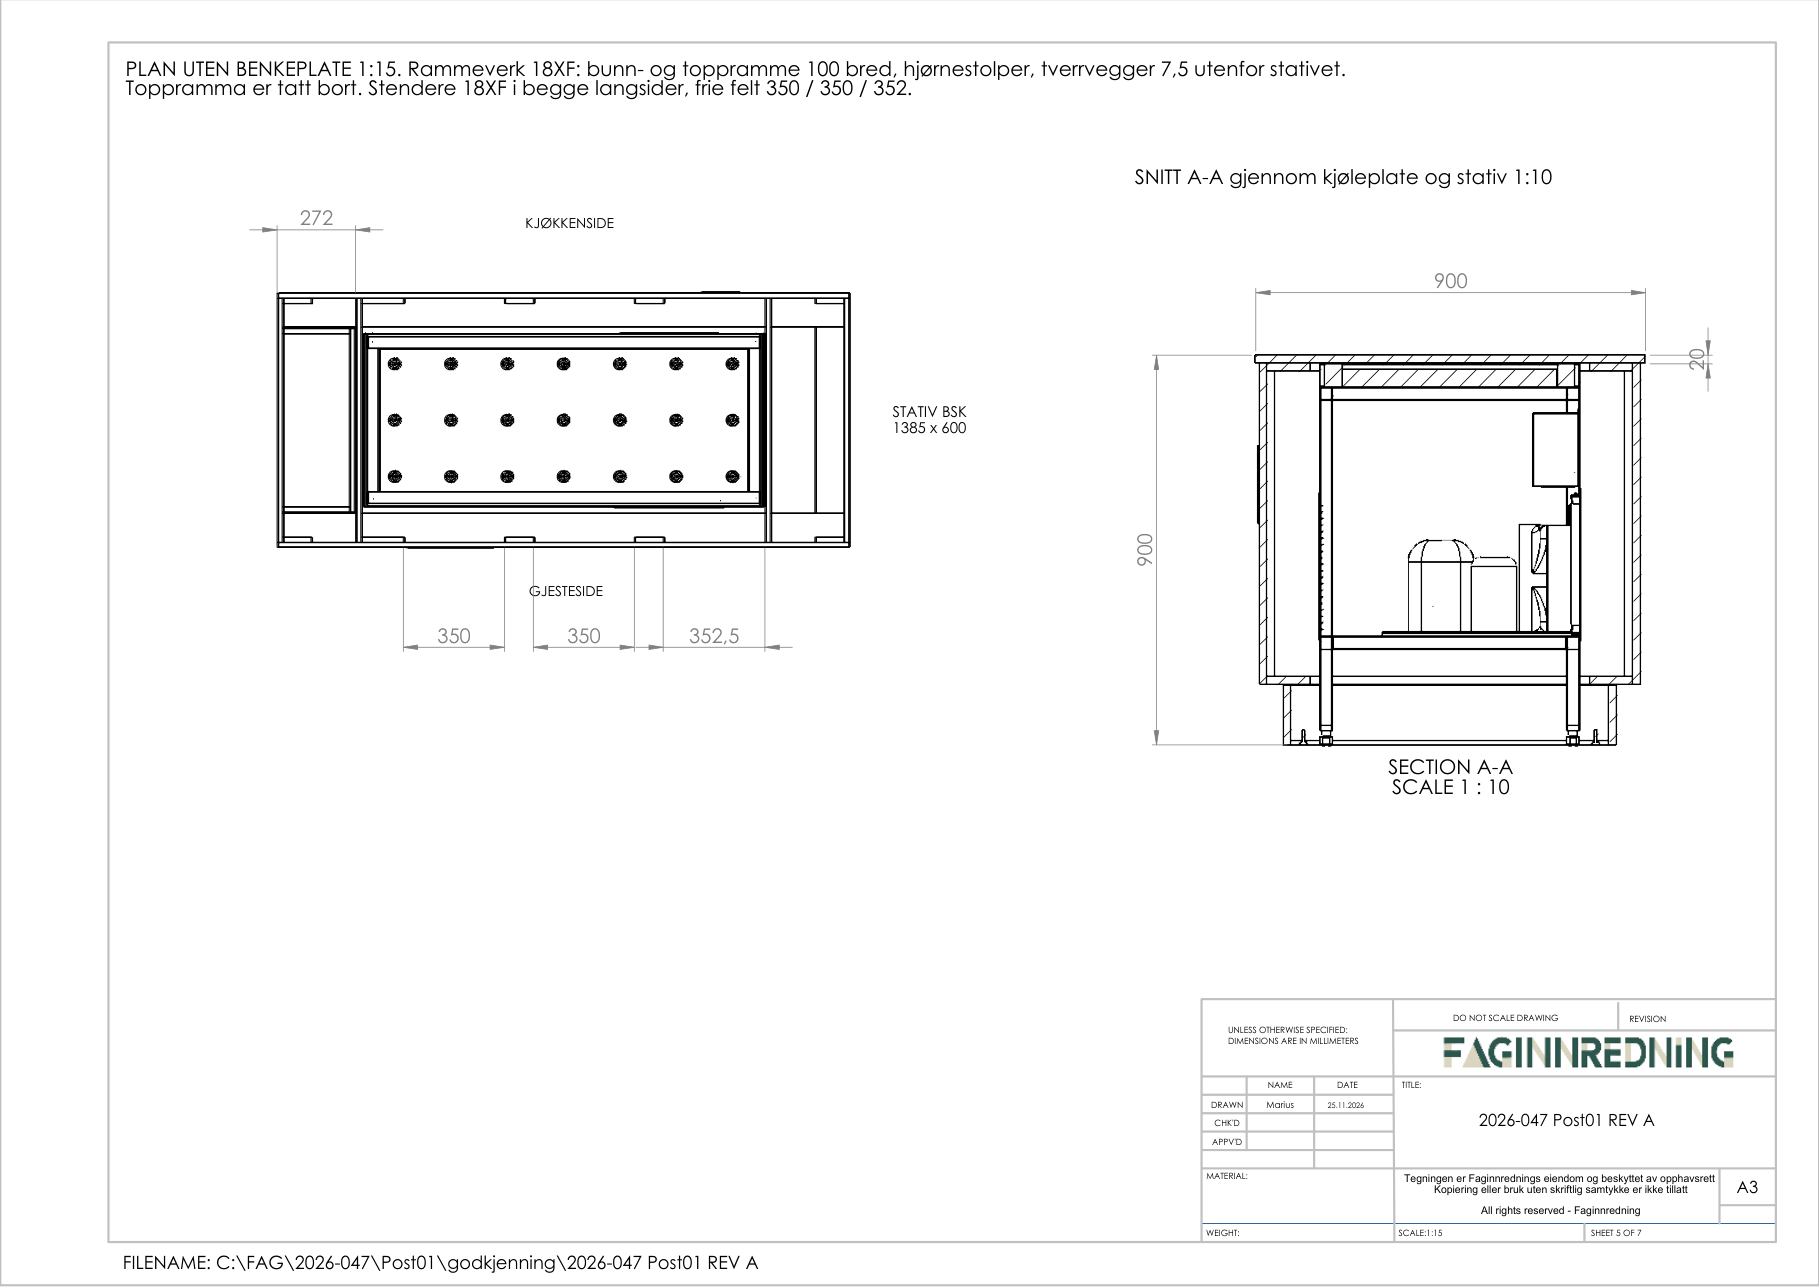 PLAN UTEN BENKEPLATE 1:15. Rammeverk 18XF: bunn- og toppramme 100 bred, hjørnestolper, tverrvegger 7,5 utenfor stativet.
Toppramma er tatt bort. Stendere 18XF i begge langsider, frie felt 350 / 350 / 352.
SNITT A-A gjennom kjøleplate og stativ 1:10
272
KJØKKENSIDE
STATIV BSK
1385 x 600
GJESTESIDE
350
350
352,5
900
20
900
SECTION A-A
SCALE 1 : 10
UNLESS OTHERWISE SPECIFIED:
DIMENSIONS ARE IN MILLIMETERS
DO NOT SCALE DRAWING
REVISION
FAGINNREDNING
NAME
DATE
DRAWN
Marius
25.11.2026
CHK'D
APPV'D
TITLE:
2026-047 Post01 REV A
MATERIAL:
Tegningen er Faginnrednings eiendom og beskyttet av opphavsrett
Kopiering eller bruk uten skriftlig samtykke er ikke tillatt
All rights reserved - Faginnredning
A3
WEIGHT:
SCALE:1:15
SHEET 5 OF 7
FILENAME: C:\FAG\2026-047\Post01\godkjenning\2026-047 Post01 REV A